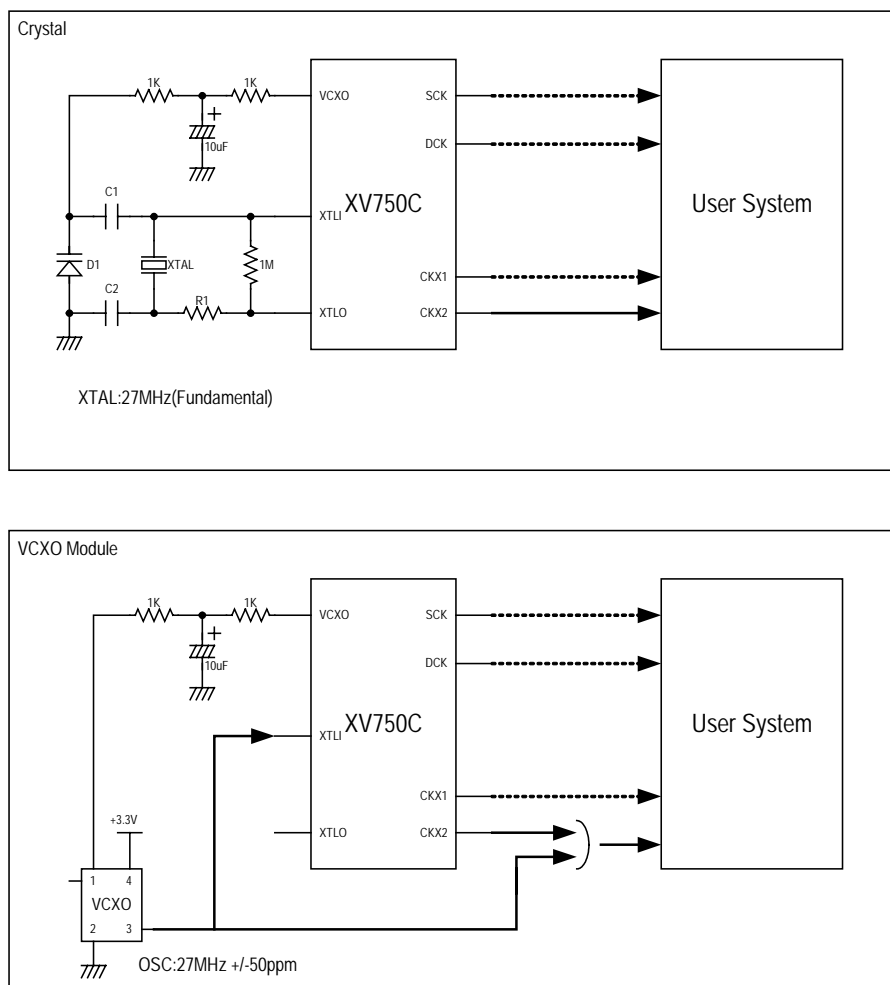 Crystal
1K
1K
VCXO
SCK
+
10uF
DCK
XV750C
User System
C1
XTLI
D1
XTAL
1M
CKX1
C2
R1
XTLO
CKX2
XTAL:27MHz(Fundamental)
VCXO Module
1K
1K
VCXO
SCK
+
10uF
DCK
XV750C
User System
XTLI
CKX1
+3.3V
XTLO
CKX2
1
4
VCXO
2
3
OSC:27MHz +/-50ppm